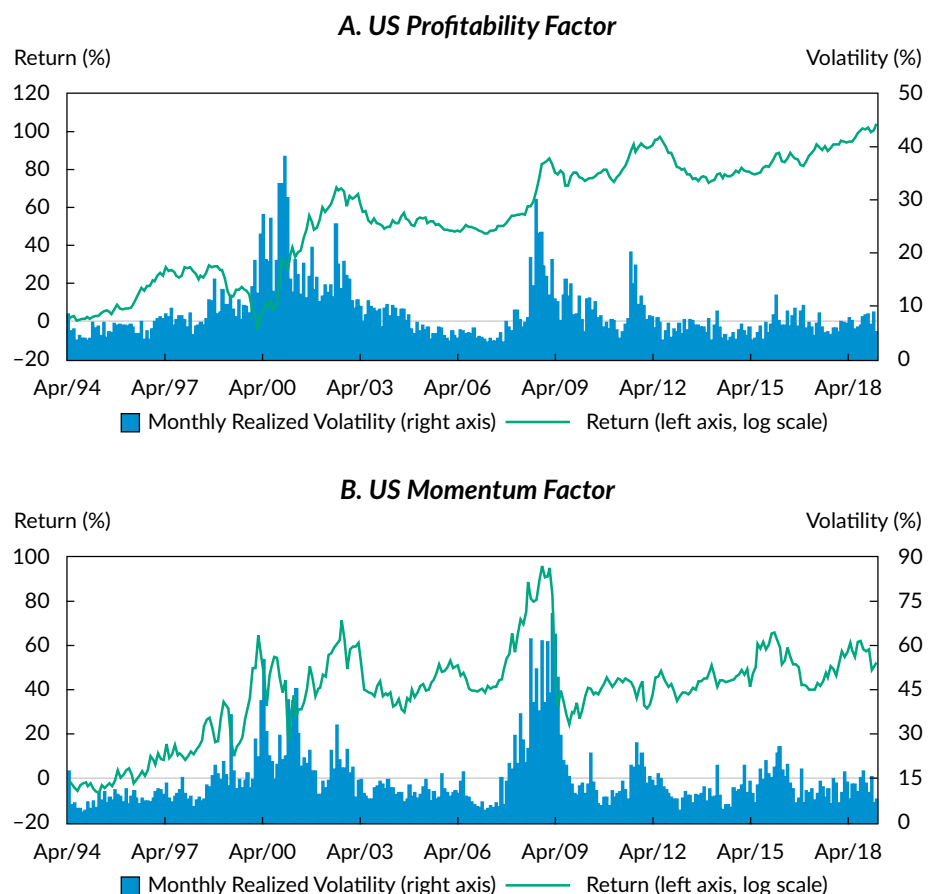 A. US Profitability Factor
Return (%) Volatility (%)
120 50
100 40
80
60 30
40 20
20
0 10
–20 0
Apr/94 Apr/97 Apr/00 Apr/03 Apr/06 Apr/09 Apr/12 Apr/15 Apr/18
Monthly Realized Volatility (right axis) Return (left axis, log scale)
B. US Momentum Factor
Return (%) Volatility (%)
100 90
80 75
60 60
40 45
20 30
0 15
–20 0
Apr/94 Apr/97 Apr/00 Apr/03 Apr/06 Apr/09 Apr/12 Apr/15 Apr/18
Monthly Realized Volatility (right axis) Return (left axis, log scale)